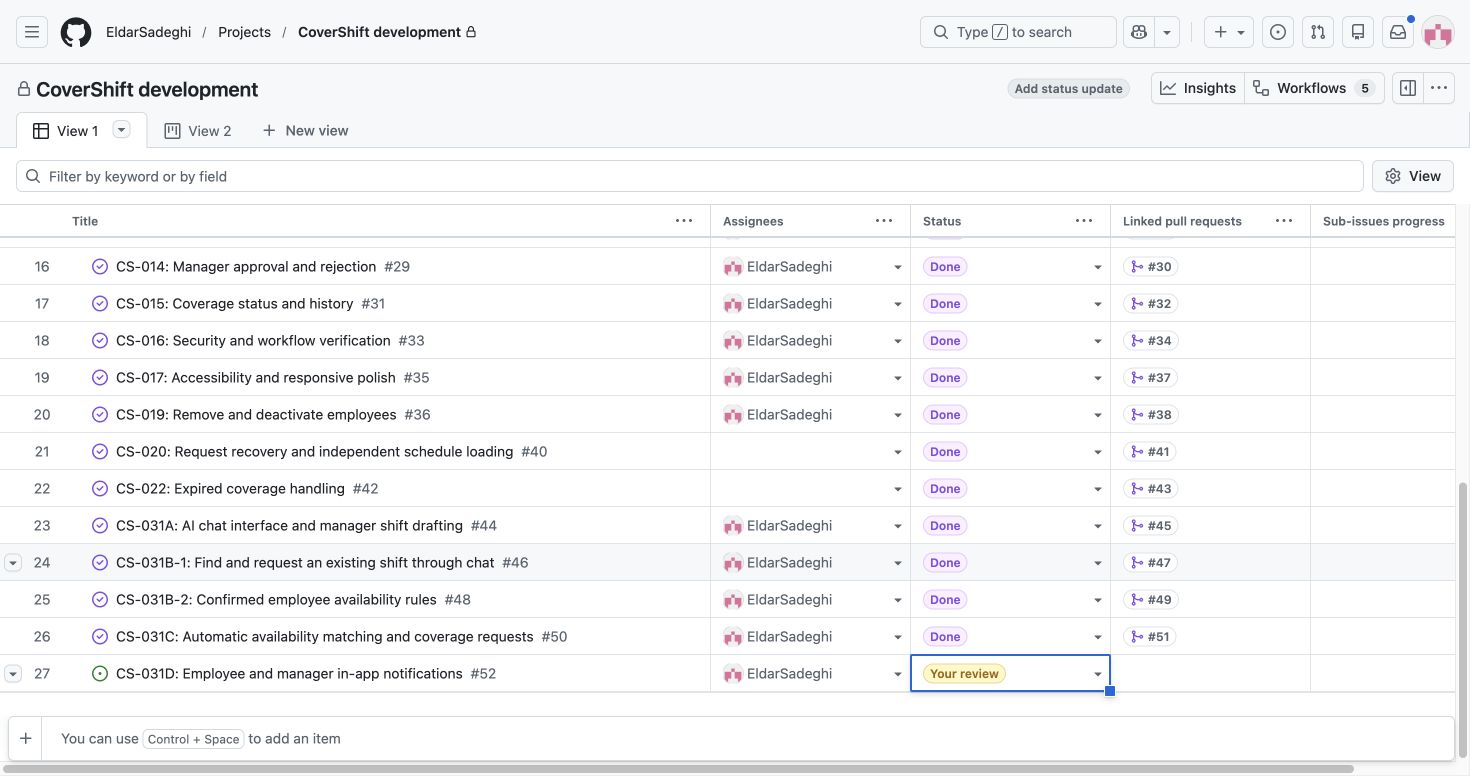 EldarSadeghi / Projects / CoverShift development Type / to search
CoverShift development Add status update Insights Workflows 5
View 1 View 2 New view
Filter by keyword or by field View
Title Assignees Status Linked pull requests Sub-issues progress
16 CS-014: Manager approval and rejection #29 EldarSadeghi Done #30
17 CS-015: Coverage status and history #31 EldarSadeghi Done #32
18 CS-016: Security and workflow verification #33 EldarSadeghi Done #34
19 CS-017: Accessibility and responsive polish #35 EldarSadeghi Done #37
20 CS-019: Remove and deactivate employees #36 EldarSadeghi Done #38
21 CS-020: Request recovery and independent schedule loading #40 Done #41
22 CS-022: Expired coverage handling #42 Done #43
23 CS-031A: AI chat interface and manager shift drafting #44 EldarSadeghi Done #45
24 CS-031B-1: Find and request an existing shift through chat #46 EldarSadeghi Done #47
25 CS-031B-2: Confirmed employee availability rules #48 EldarSadeghi Done #49
26 CS-031C: Automatic availability matching and coverage requests #50 EldarSadeghi Done #51
27 CS-031D: Employee and manager in-app notifications #52 EldarSadeghi Your review
You can use Control + Space to add an item